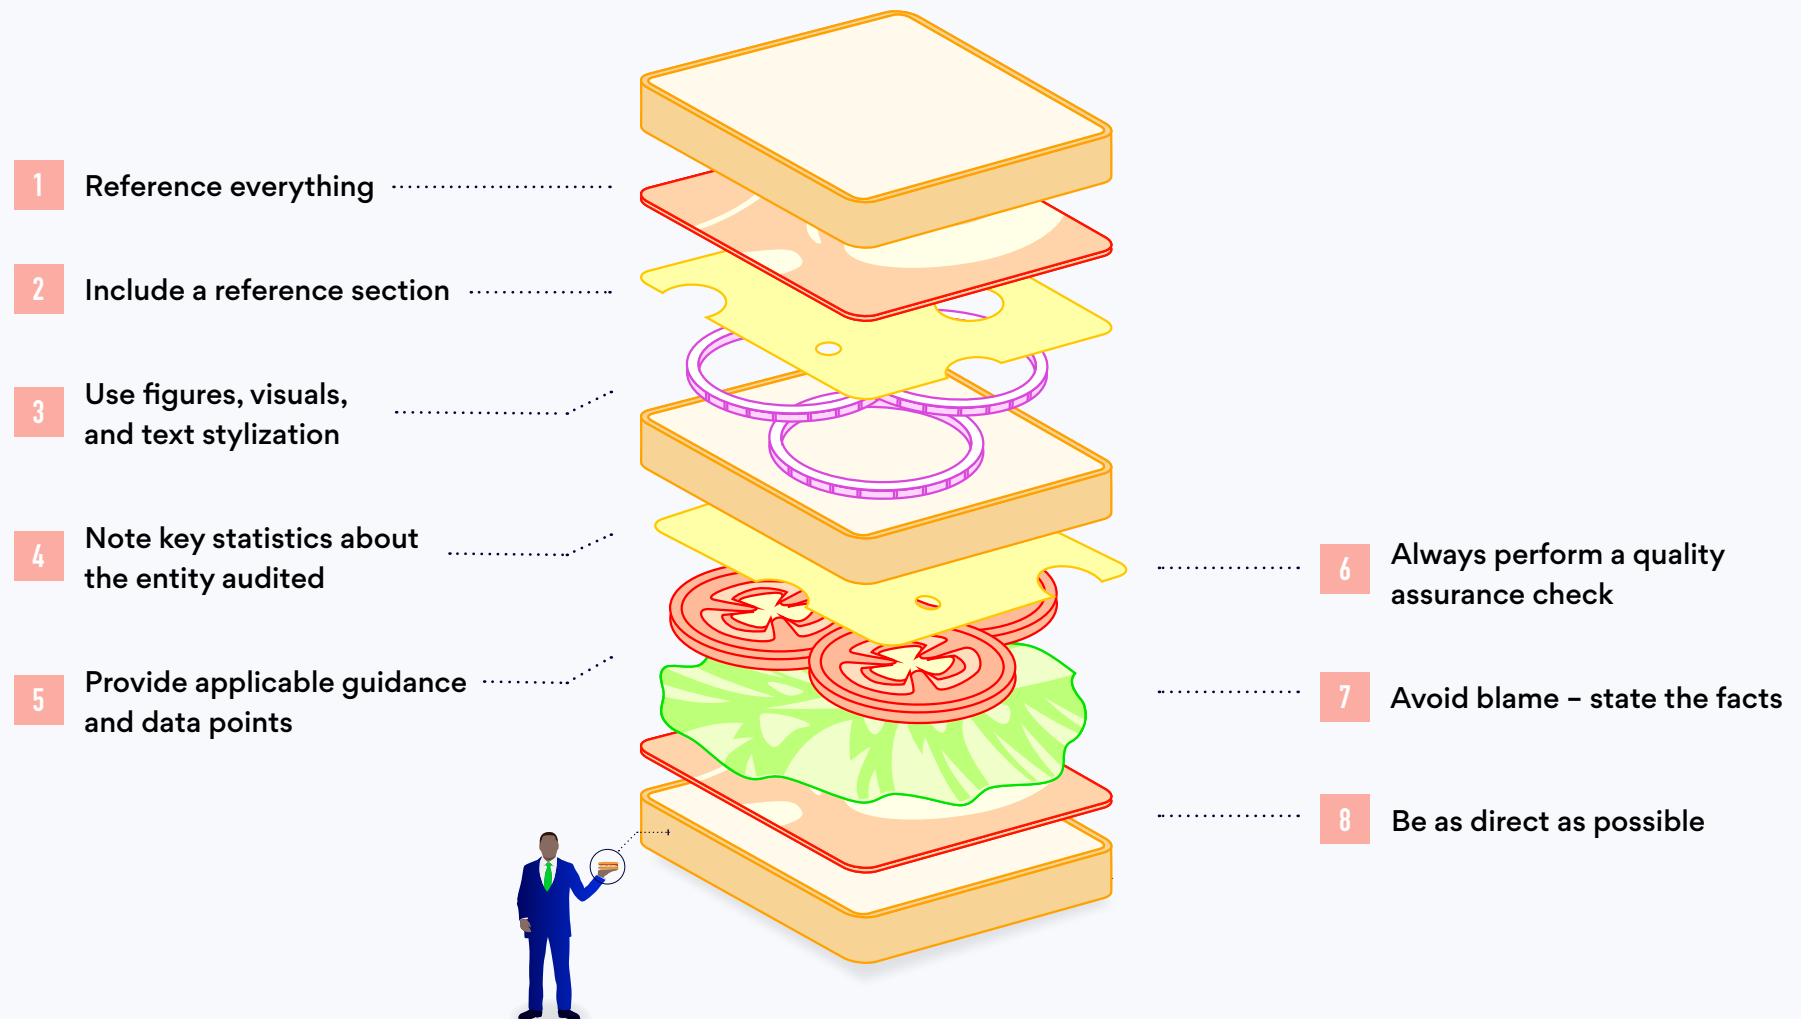 1 Reference everything
2 Include a reference section
3 Use figures, visuals,
and text stylization
4 Note key statistics about
the entity audited
5 Provide applicable guidance
and data points
6 Always perform a quality
assurance check
7 Avoid blame – state the facts
8 Be as direct as possible